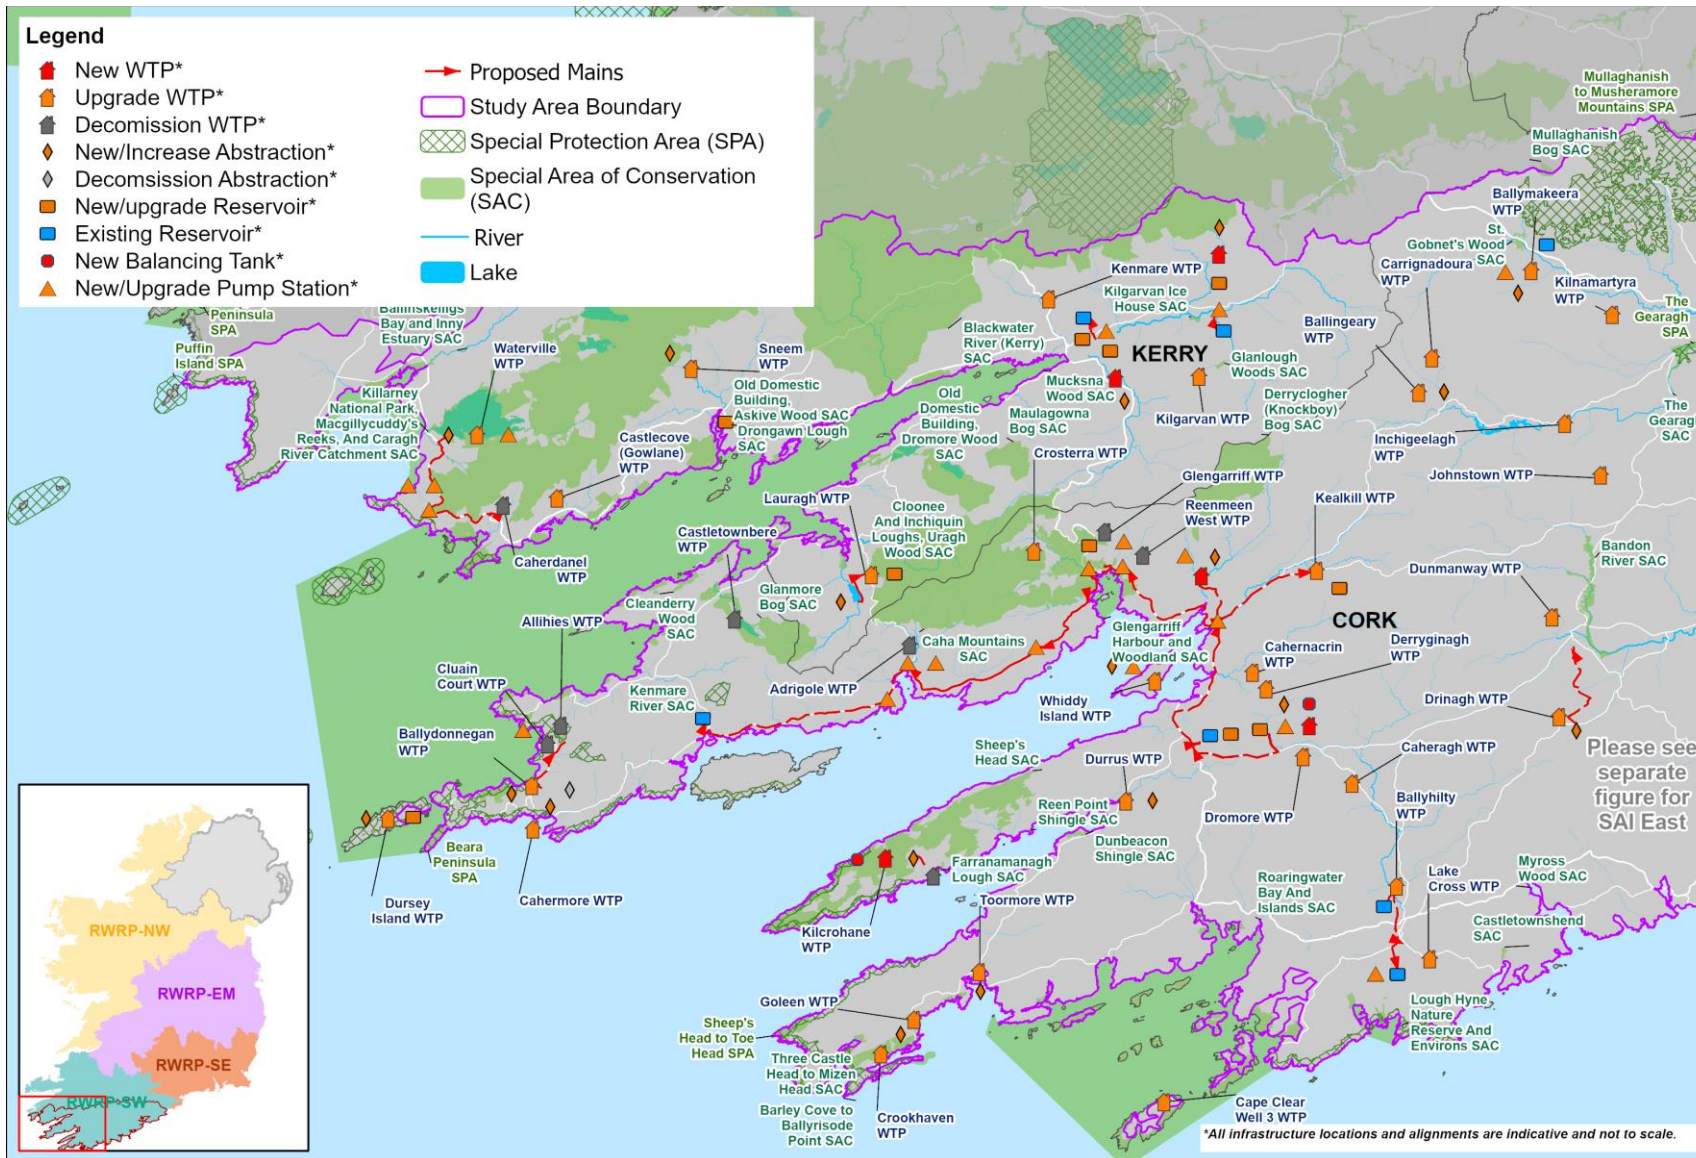 Legend
New WTP*
Upgrade WTP*
Decomission WTP*
New/Increase Abstraction*
Decomsission Abstraction*
New/upgrade Reservoir*
Existing Reservoir*
New Balancing Tank*
New/Upgrade Pump Station*
Proposed Mains
Study Area Boundary
Special Protection Area (SPA)
Special Area of Conservation
(SAC)
River
Lake
Mullaghanish
to Musheramore
Mountains SPA
Mullaghanish
Bog SAC
Ballymakeera
WTP
St.
Gobnet's Wood
SAC
Carrignadoura
WTP
Kilnamartyra
WTP
The
Gearagh
SPA
Peninsula
SPA
Puffin
Island SPA
Ballinskelligs
Bay and Inny
Estuary SAC
Waterville
WTP
Sneem
WTP
Blackwater
River (Kerry)
SAC
Kenmare WTP
Kilgarvan Ice
House SAC
KERRY
Ballingeary
WTP
Glanlough
Woods SAC
Killarney
National Park,
Macgillycuddy's
Reeks, And Caragh
River Catchment SAC
Old Domestic
Building,
Askive Wood SAC
Drongawn Lough
SAC
Castlecove
(Gowlane)
WTP
Old
Domestic
Building,
Dromore Wood
SAC
Mucksna
Wood SAC
Maulagowna
Bog SAC
Kilgarvan WTP
Derryclogher
(Knockboy)
Bog SAC
The
Gearagh
SAC
Inchigeelagh
WTP
Johnstown WTP
Crosterra WTP
Glengarriff WTP
Kealkill WTP
Reenmeen
West WTP
Lauragh WTP
Cloonee
And Inchiquin
Loughs, Uragh
Wood SAC
Castletownbere
WTP
Caherdanel
WTP
Glanmore
Bog SAC
Cleanderry
Wood
SAC
Allihies WTP
Bandon
River SAC
Dunmanway WTP
CORK
Caha Mountains
SAC
Glengarriff
Harbour and
Woodland SAC
Cahernacrin
WTP
Derryginagh
WTP
Cluain
Court WTP
Kenmare
River SAC
Adrigole WTP
Whiddy
Island WTP
Drinagh WTP
Ballydonnegan
WTP
Sheep's
Head SAC
Durrus WTP
Caheragh WTP
Please see
separate
figure for
SAI East
Reen Point
Shingle SAC
Dromore WTP
Ballyhilty
WTP
Dunbeacon
Shingle SAC
Beara
Peninsula
SPA
Farranamanagh
Lough SAC
Lake
Cross WTP
Myross
Wood SAC
Dursey
Island WTP
Cahermore WTP
Toormore WTP
Roaringwater
Bay And
Islands SAC
Kilcrohane
WTP
Castletownshend
SAC
Goleen WTP
Sheep's
Head to Toe
Head SPA
Lough Hyne
Nature
Reserve And
Environs SAC
Three Castle
Head to Mizen
Head SAC
Barley Cove to
Ballyrisode
Point SAC
Crookhaven
WTP
Cape Clear
Well 3 WTP
RWRP-NW
RWRP-EM
RWRP-SE
RWRP-SW
*All infrastructure locations and alignments are indicative and not to scale.